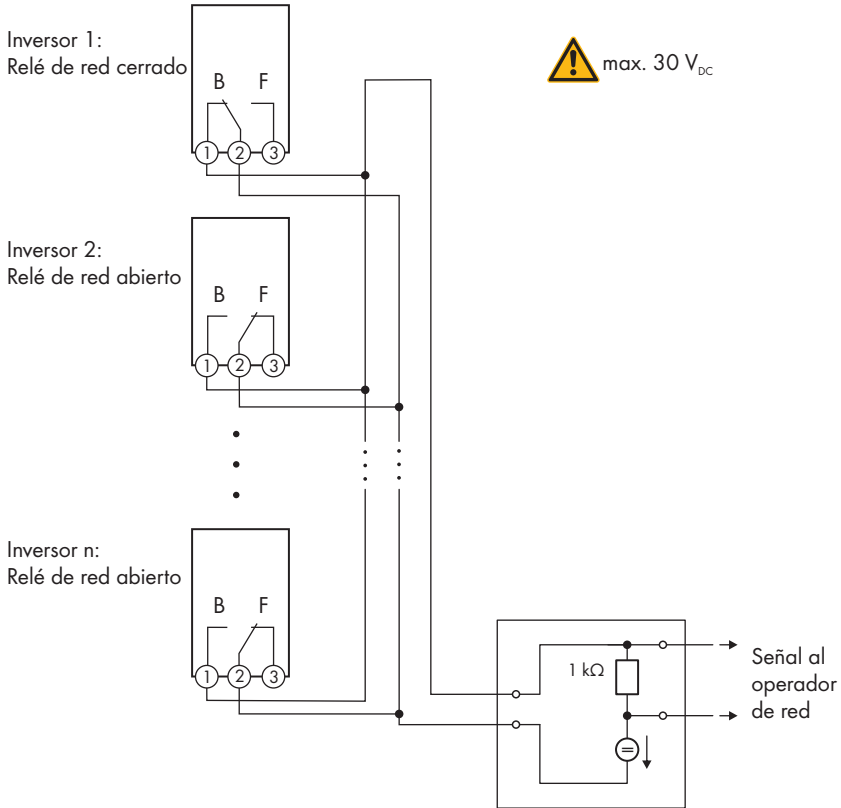 Inversor 1:
Relé de red cerrado
max. 30 VDC
B F
1 2 3
Inversor 2:
Relé de red abierto
B F
1 2 3
Inversor n:
Relé de red abierto
B F
1 2 3
1 kΩ
Señal al
operador
de red